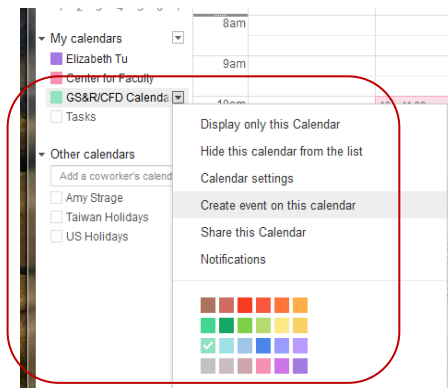 8am
My calendars
Elizabeth Tu
9am
Center for Faculty
GS&R/CFD Calenda
Tasks
Display only this Calendar
Hide this calendar from the list
Other calendars
Calendar settings
Add a coworker's calend
Create event on this calendar
Amy Strage
Share this Calendar
Taiwan Holidays
Notifications
US Holidays